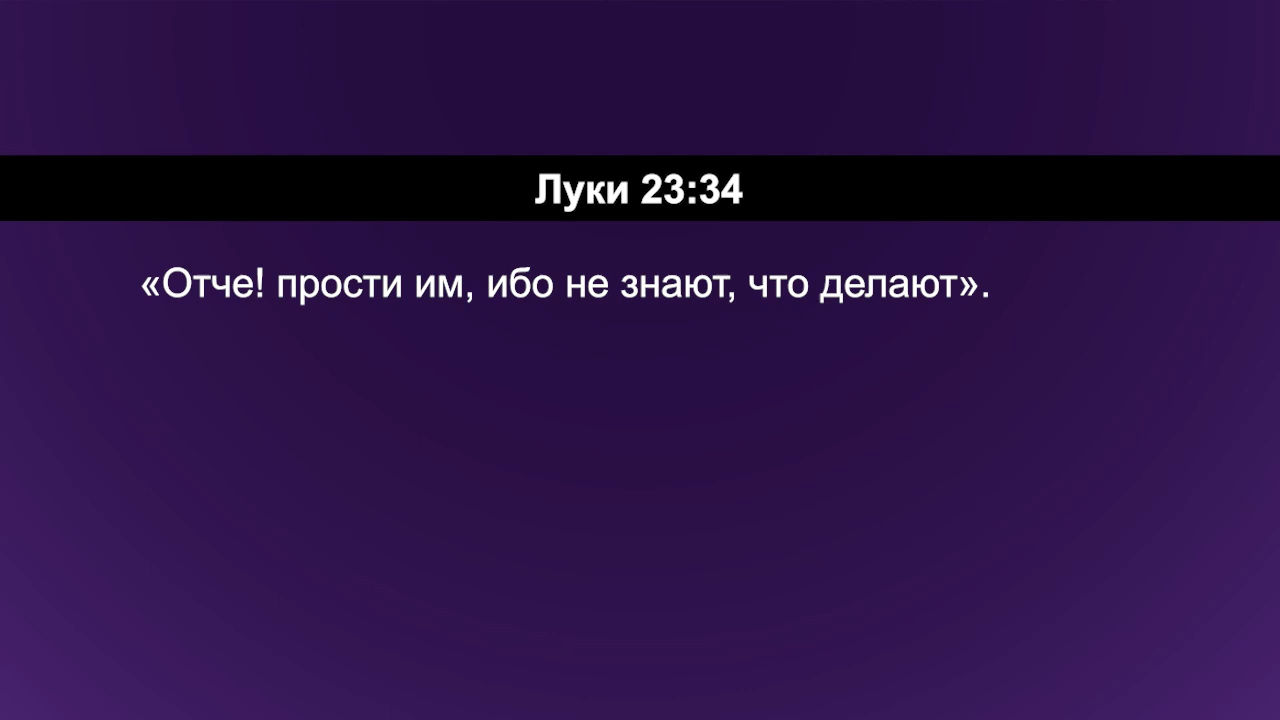 Луки 23:34
«Отче! прости им, ибо не знают, что делают».